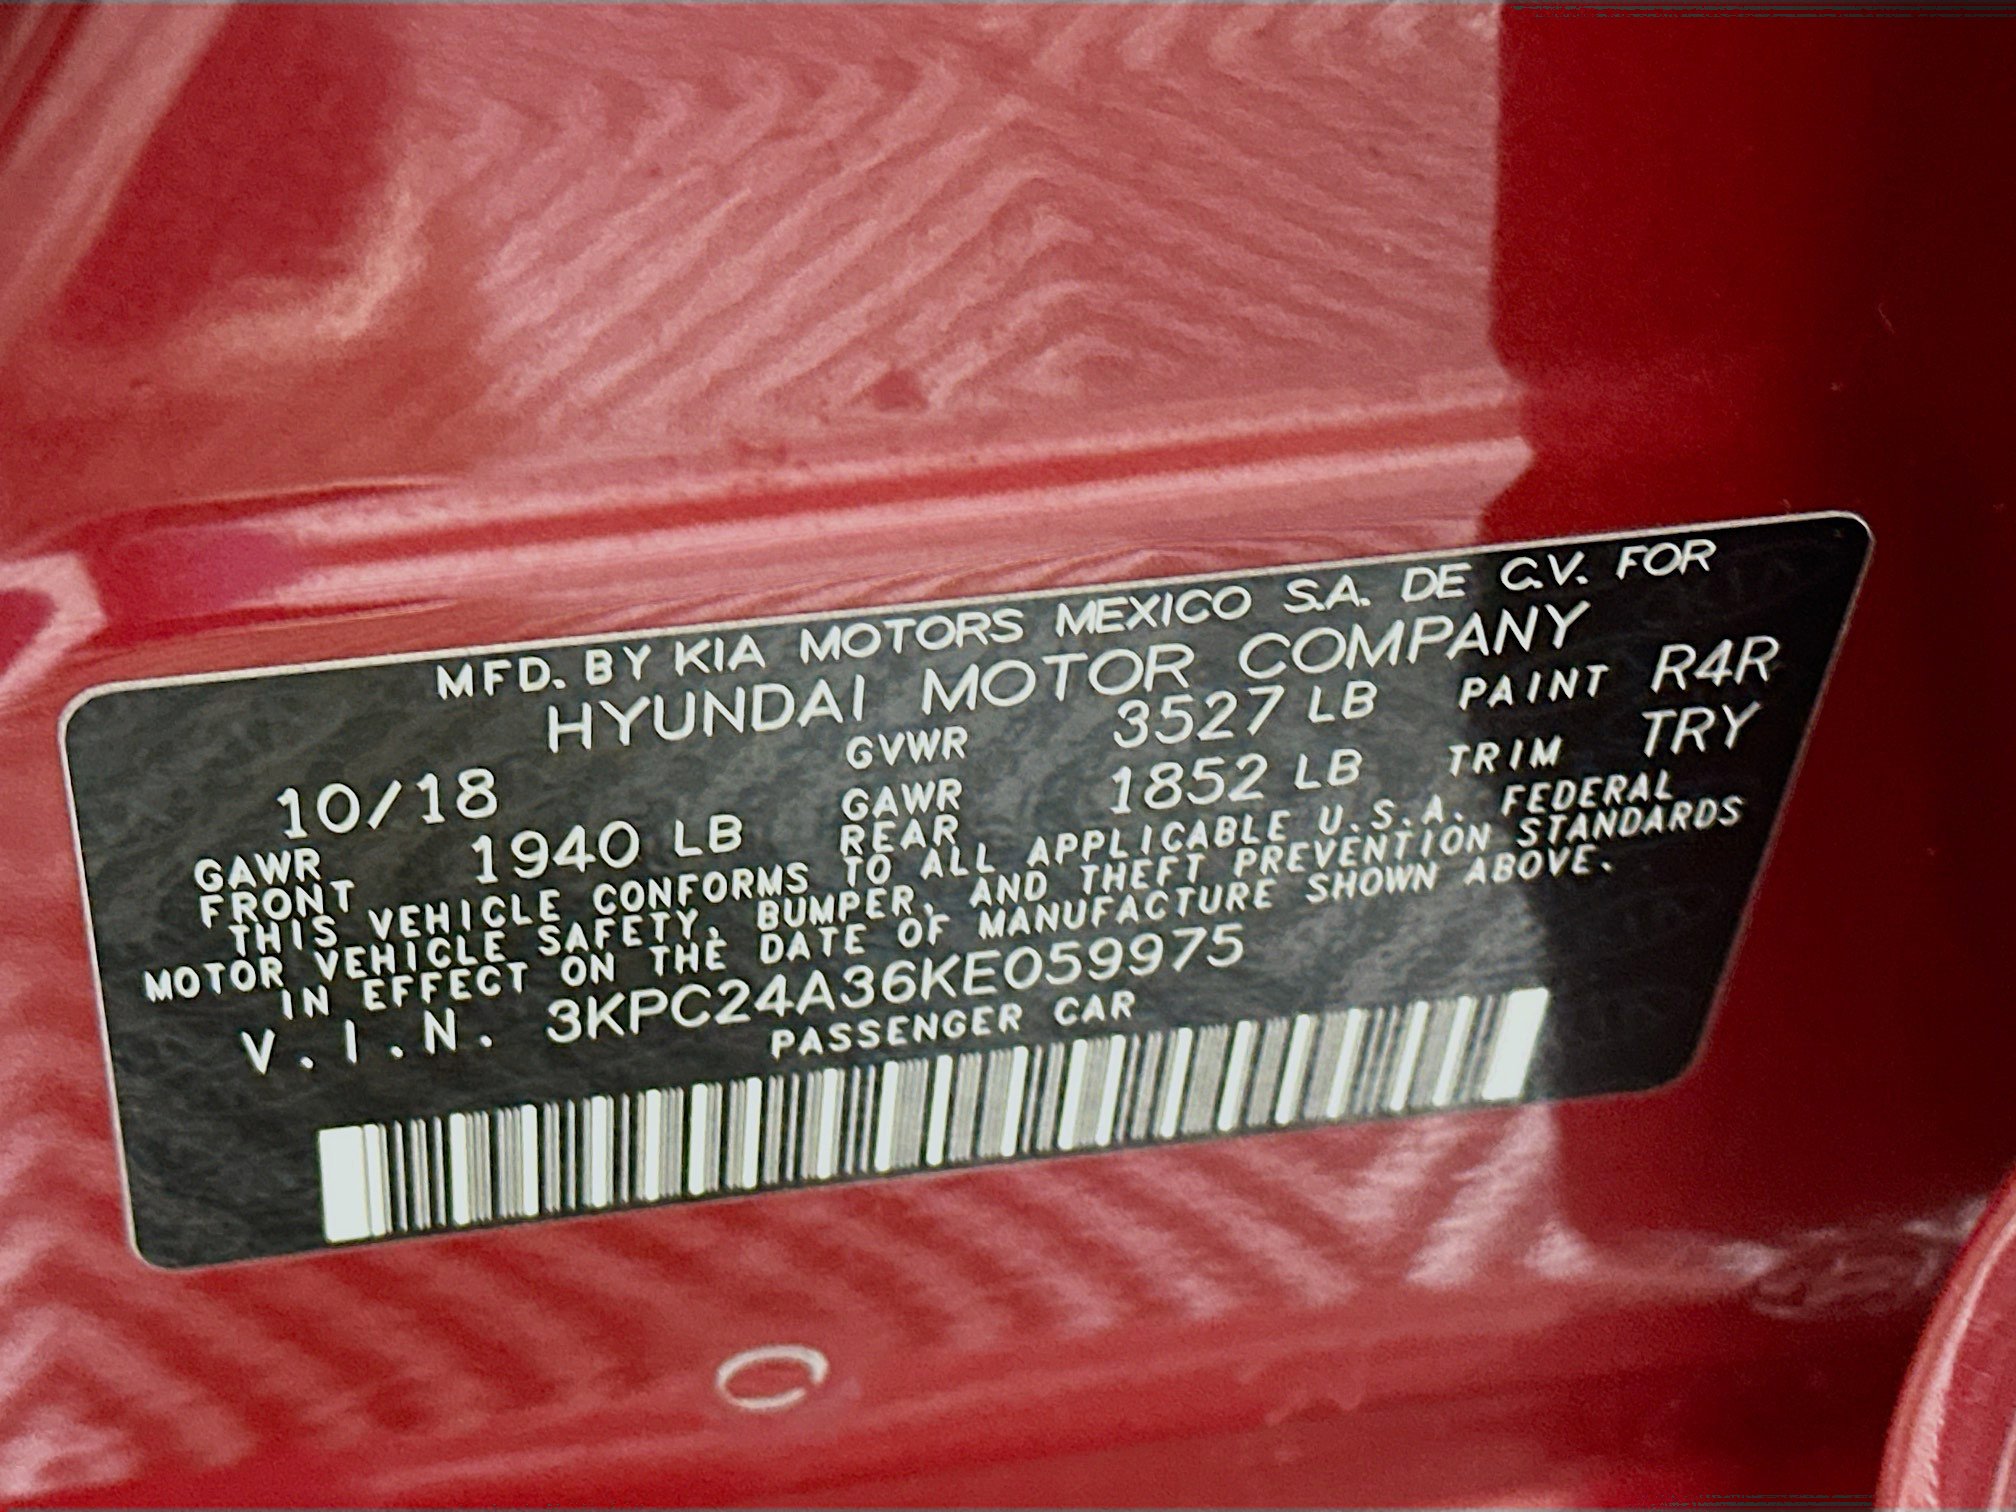 MFD. BY KIA MOTORS MEXICO S.A. DE C.V. FOR
HYUNDAI MOTOR COMPANY
10/18 GVWR 3527 LB PAINT R4R
GAWR FRONT 1940 LB GAWR REAR 1852 LB TRIM TRY
THIS VEHICLE CONFORMS TO ALL APPLICABLE U.S.A. FEDERAL
MOTOR VEHICLE SAFETY, BUMPER, AND THEFT PREVENTION STANDARDS
IN EFFECT ON THE DATE OF MANUFACTURE SHOWN ABOVE.
V.I.N. 3KPC24A36KE059975
PASSENGER CAR